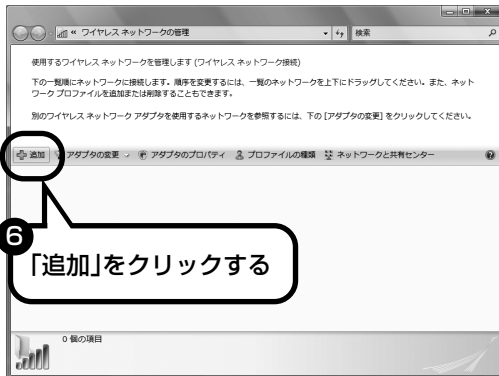 ワイヤレス ネットワークの管理
検索
使用するワイヤレス ネットワークを管理します (ワイヤレス ネットワーク接続)
下の一覧順にネットワークに接続します。順序を変更するには、一覧のネットワークを上下にドラッグしてください。また、ネット
ワーク プロファイルを追加または削除することもできます。
別のワイヤレス ネットワーク アダプタを使用するネットワークを参照するには、下の [アダプタの変更] をクリックしてください。
追加 アダプタの変更 アダプタのプロパティ プロファイルの種類 ネットワークと共有センター
6
「追加」をクリックする
0 個の項目